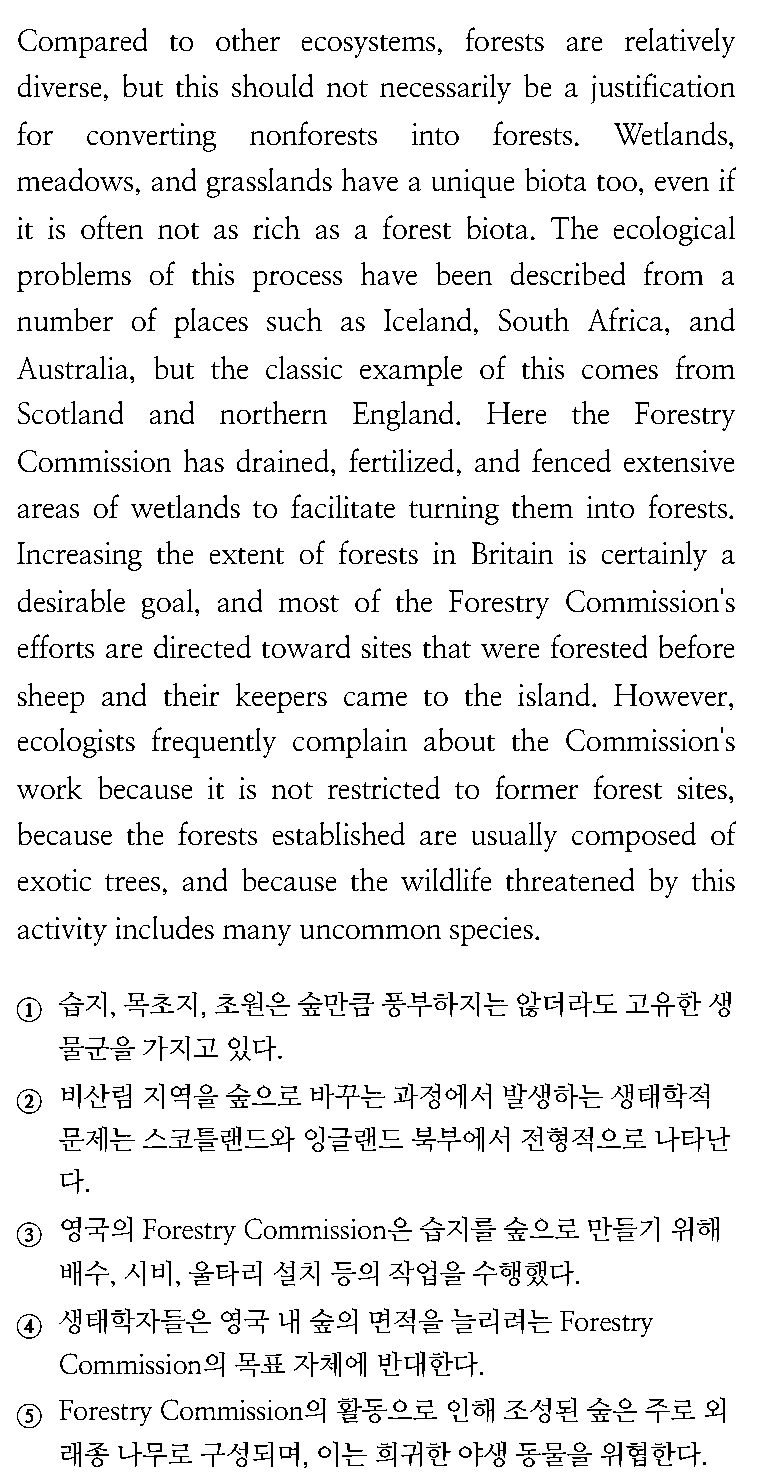 Compared to other ecosystems, forests are relatively
diverse, but this should not necessarily be a justification
for converting nonforests into forests. Wetlands,
meadows, and grasslands have a unique biota too, even if
it is often not as rich as a forest biota. The ecological
problems of this process have been described from a
number of places such as Iceland, South Africa, and
Australia, but the classic example of this comes from
Scotland and northern England. Here the Forestry
Commission has drained, fertilized, and fenced extensive
areas of wetlands to facilitate turning them into forests.
Increasing the extent of forests in Britain is certainly a
desirable goal, and most of the Forestry Commission's
efforts are directed toward sites that were forested before
sheep and their keepers came to the island. However,
ecologists frequently complain about the Commission's
work because it is not restricted to former forest sites,
because the forests established are usually composed of
exotic trees, and because the wildlife threatened by this
activity includes many uncommon species.
① 습지, 목초지, 초원은 숲만큼 풍부하지는 않더라도 고유한 생
물군을 가지고 있다.
② 비산림 지역을 숲으로 바꾸는 과정에서 발생하는 생태학적
문제는 스코틀랜드와 잉글랜드 북부에서 전형적으로 나타난
다.
③ 영국의 Forestry Commission은 습지를 숲으로 만들기 위해
배수, 시비, 울타리 설치 등의 작업을 수행했다.
④ 생태학자들은 영국 내 숲의 면적을 늘리려는 Forestry
Commission의 목표 자체에 반대한다.
⑤ Forestry Commission의 활동으로 인해 조성된 숲은 주로 외
래종 나무로 구성되며, 이는 희귀한 야생 동물을 위협한다.